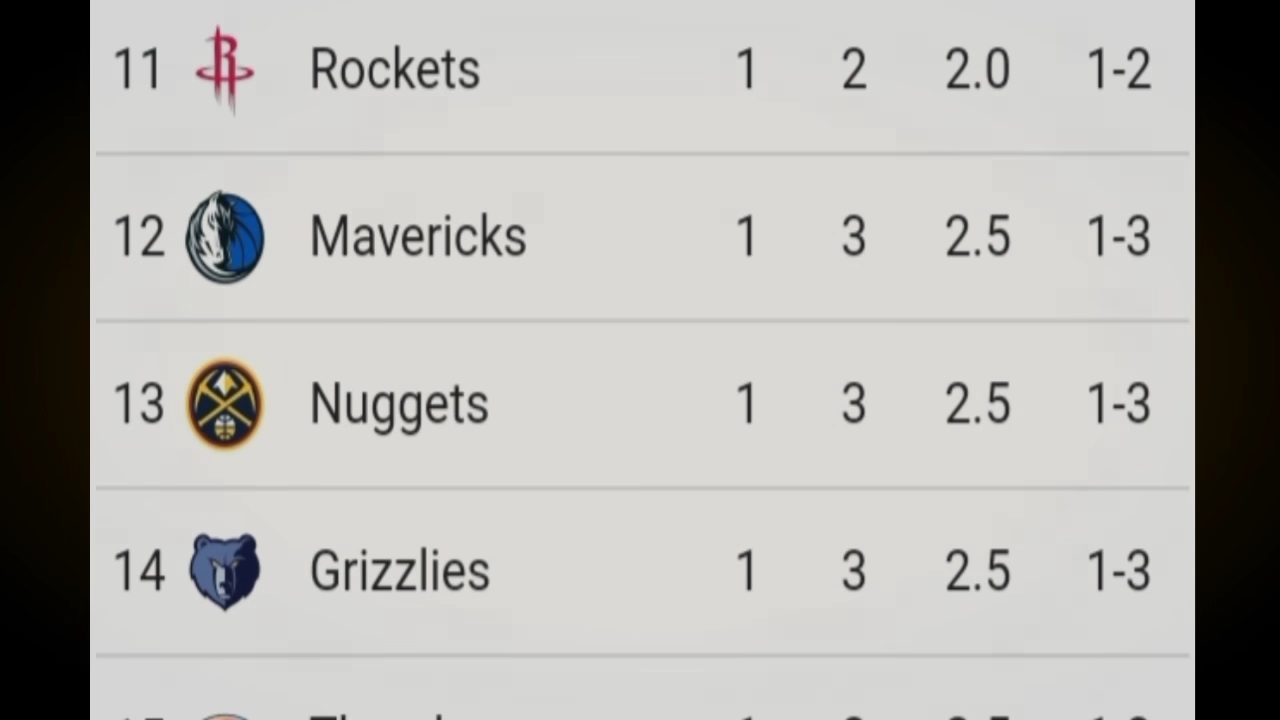 11 Rockets 1 2 2.0 1-2
12 Mavericks 1 3 2.5 1-3
13 Nuggets 1 3 2.5 1-3
14 Grizzlies 1 3 2.5 1-3